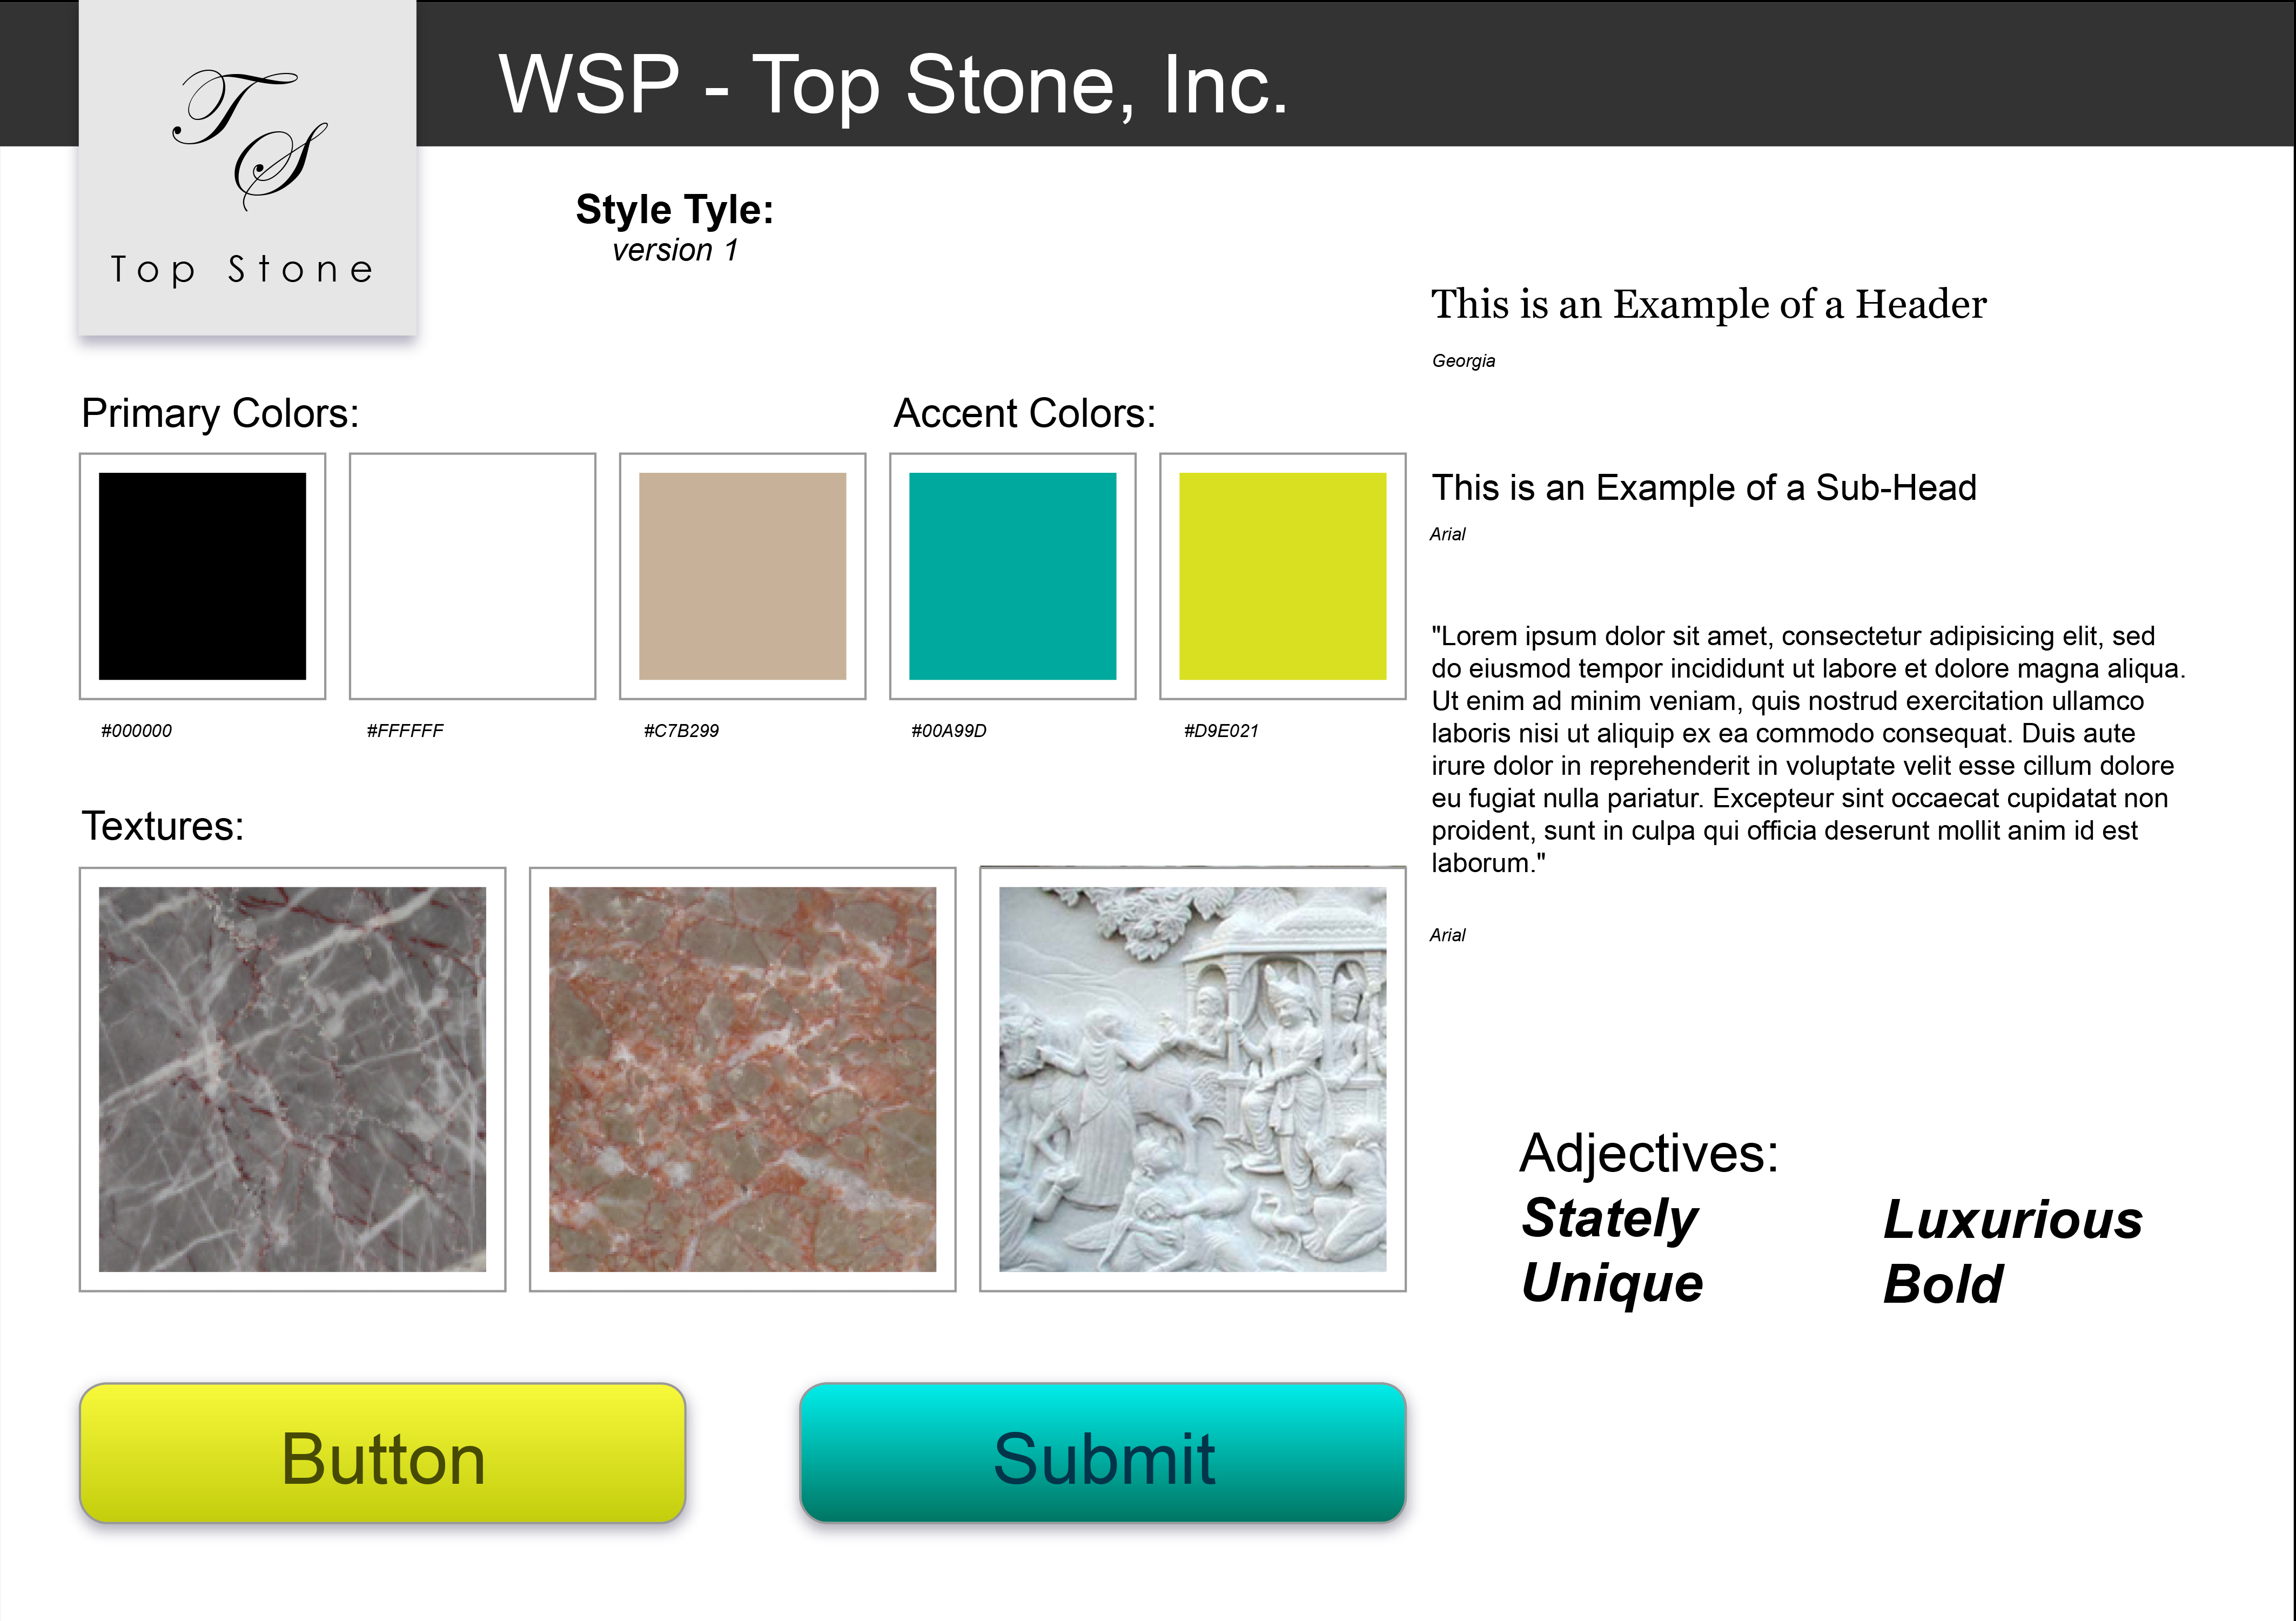 T
S
Top Stone
WSP - Top Stone, Inc.
Style Tyle:
version 1
Primary Colors:
Accent Colors:
#000000
#FFFFFF
#C7B299
#00A99D
#D9E021
Textures:
Button
Submit
This is an Example of a Header
Georgia
This is an Example of a Sub-Head
Arial
"Lorem ipsum dolor sit amet, consectetur adipisicing elit, sed
do eiusmod tempor incididunt ut labore et dolore magna aliqua.
Ut enim ad minim veniam, quis nostrud exercitation ullamco
laboris nisi ut aliquip ex ea commodo consequat. Duis aute
irure dolor in reprehenderit in voluptate velit esse cillum dolore
eu fugiat nulla pariatur. Excepteur sint occaecat cupidatat non
proident, sunt in culpa qui officia deserunt mollit anim id est
laborum."
Arial
Adjectives:
Stately
Luxurious
Unique
Bold